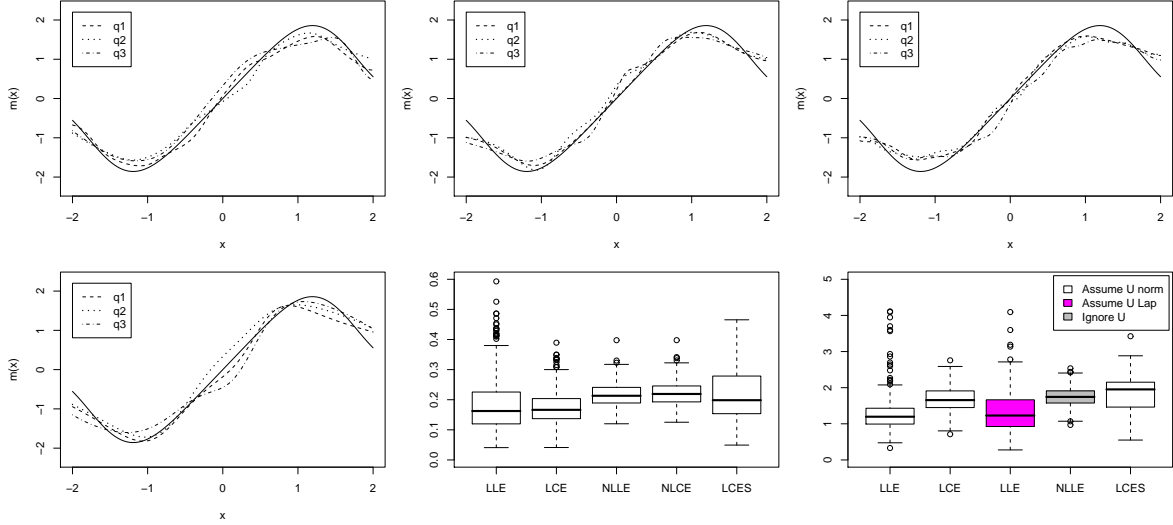 m(x)
2
1
0
−1
−2
q1
q2
q3
−2 −1 0 1 2
x
m(x)
2
1
0
−1
−2
q1
q2
q3
−2 −1 0 1 2
x
m(x)
2
1
0
−1
−2
q1
q2
q3
−2 −1 0 1 2
x
m(x)
2
1
0
−1
−2
q1
q2
q3
−2 −1 0 1 2
x
0.6
0.5
0.4
0.3
0.2
0.1
0.0
LLE LCE NLLE NLCE LCES
5
4
3
2
1
0
Assume U norm
Assume U Lap
Ignore U
LLE LCE LLE NLLE LCES